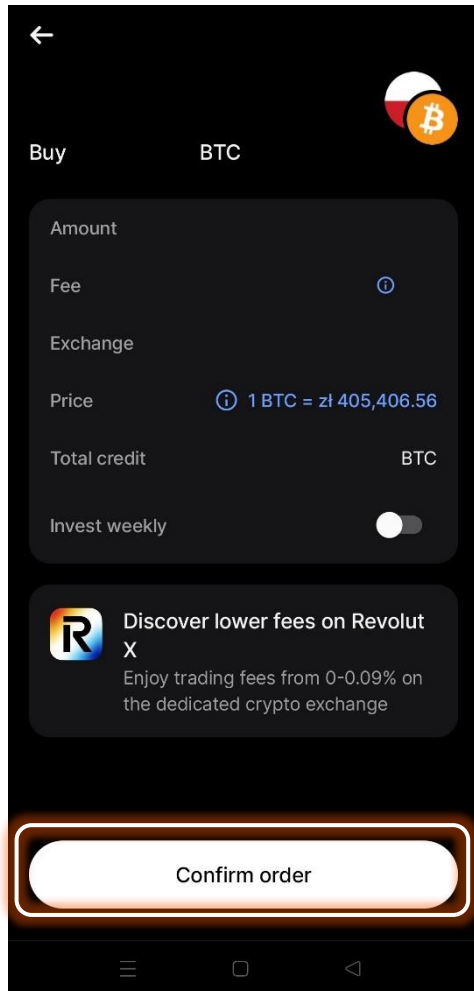 Buy BTC
Amount
Fee
Exchange
Price 1 BTC = zł 405,406.56
Total credit BTC
Invest weekly
Discover lower fees on Revolut
X
Enjoy trading fees from 0-0.09% on
the dedicated crypto exchange
Confirm order